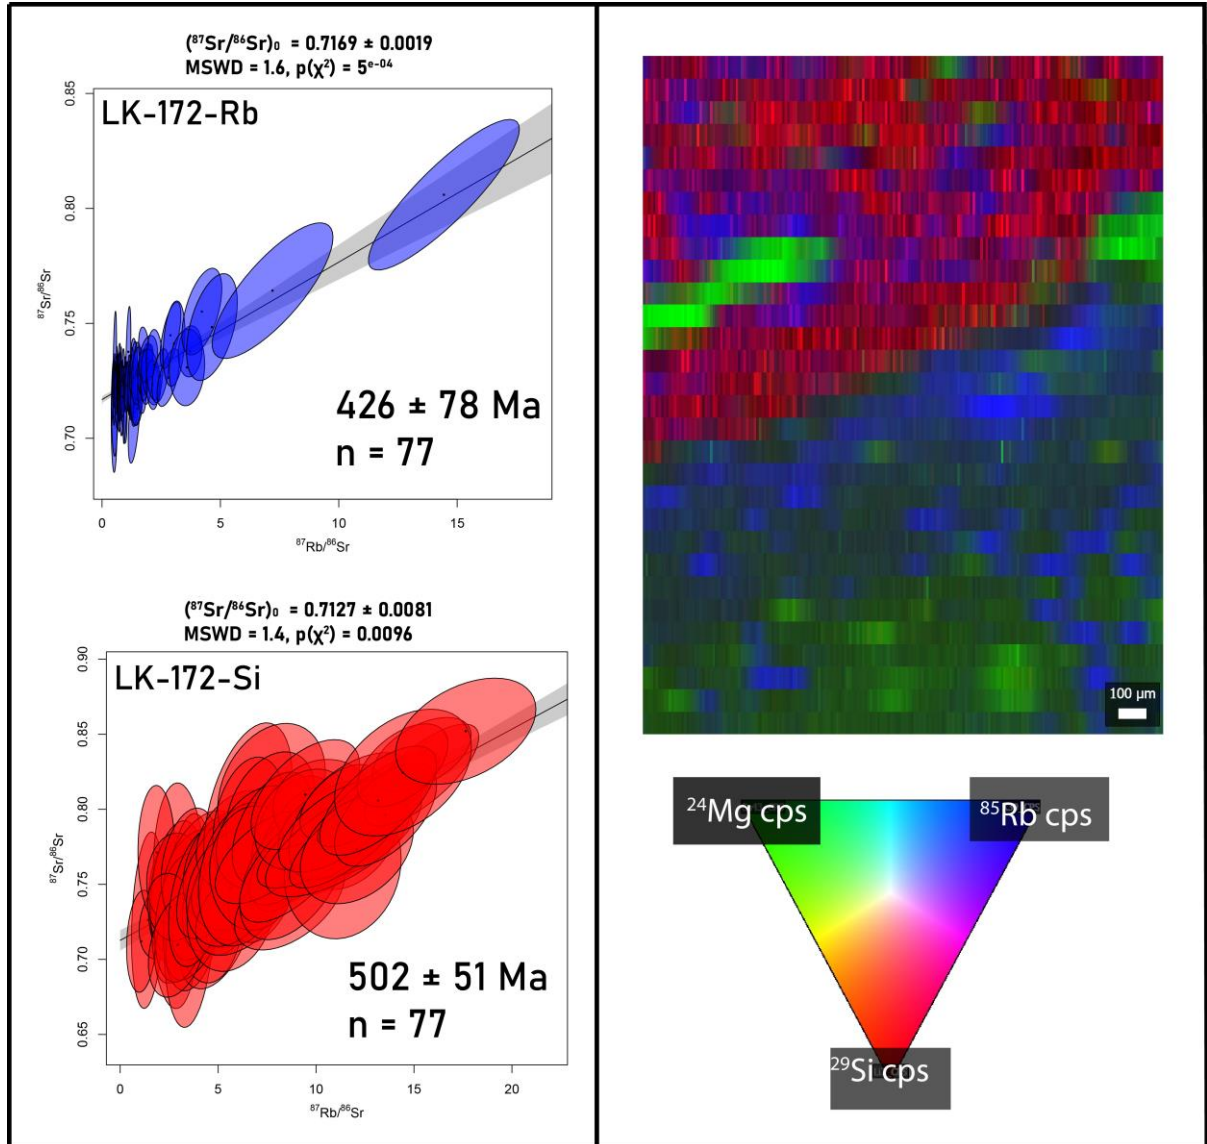 (⁸⁷Sr/⁸⁶Sr)₀ = 0.7169 ± 0.0019
MSWD = 1.6, p(χ²) = 5ᵉ⁻⁰⁴
LK-172-Rb
0.85
0.80
0.75
0.70
⁸⁷Sr/⁸⁶Sr
426 ± 78 Ma
n = 77
0 5 10 15
⁸⁷Rb/⁸⁶Sr
(⁸⁷Sr/⁸⁶Sr)₀ = 0.7127 ± 0.0081
MSWD = 1.4, p(χ²) = 0.0096
LK-172-Si
0.90
0.85
0.80
0.75
0.70
0.65
⁸⁷Sr/⁸⁶Sr
502 ± 51 Ma
n = 77
0 5 10 15 20
⁸⁷Rb/⁸⁶Sr
100 µm
²⁴Mg cps
⁸⁵Rb cps
²⁹Si cps